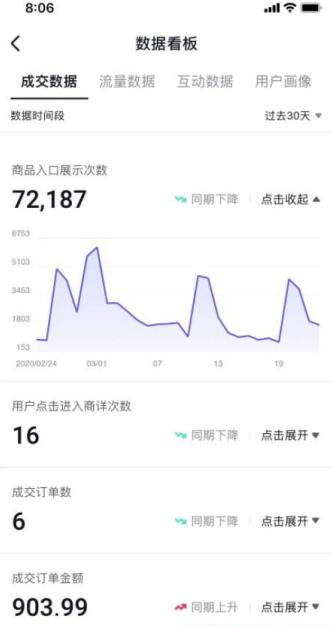 8:06
数据看板
成交数据 流量数据 互动数据 用户画像
数据时间段 过去30天
商品入口展示次数
72,187 同期下降 点击收起
6753
5103
3453
1803
153
2020/02/24 03/01 07 13 19
用户点击进入商详次数
16 同期下降 点击展开
成交订单数
6 同期下降 点击展开
成交订单金额
903.99 同期上升 点击展开